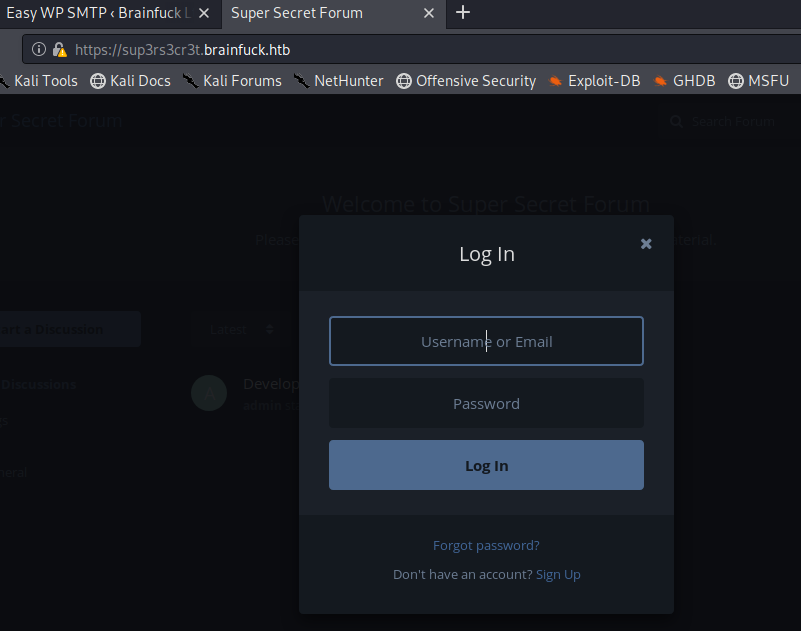 Easy WP SMTP ‹ Brainfuck L
Super Secret Forum
https://sup3rs3cr3t.brainfuck.htb
Kali Tools Kali Docs Kali Forums NetHunter Offensive Security Exploit-DB GHDB MSFU
r Secret Forum
Search Forum
Welcome to Super Secret Forum
Please
terial.
Log In
art a Discussion
Latest
Username or Email
Discussions
A
Develop
admin st
Password
gs
Log In
neral
Forgot password?
Don't have an account? Sign Up